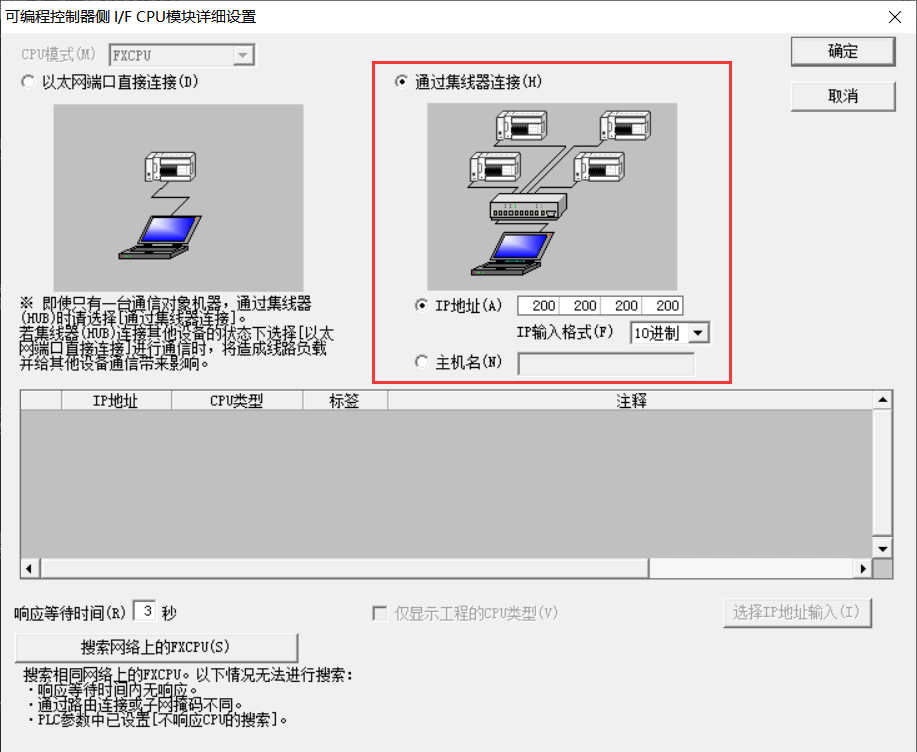 可编程控制器侧 I/F CPU模块详细设置
CPU模式(M) FXCPU
确定
以太网端口直接连接(D)
通过集线器连接(H)
取消
※ 即使只有一台通信对象机器，通过集线器
(HUB)时请选择[通过集线器连接]。
若集线器(HUB)连接其他设备的状态下选择[以太
网端口直接连接]进行通信时，将造成线路负载
并给其他设备通信带来影响。
IP地址(A) 200 200 200 200
IP输入格式(F) 10进制
主机名(N)
IP地址 CPU类型 标签 注释
响应等待时间(R) 3 秒
仅显示工程的CPU类型(V)
选择IP地址输入(I)
搜索网络上的FXCPU(S)
搜索相同网络上的FXCPU。以下情况无法进行搜索：
·响应等待时间内无响应。
·通过路由连接或子网掩码不同。
·PLC参数中已设置[不响应CPU的搜索]。